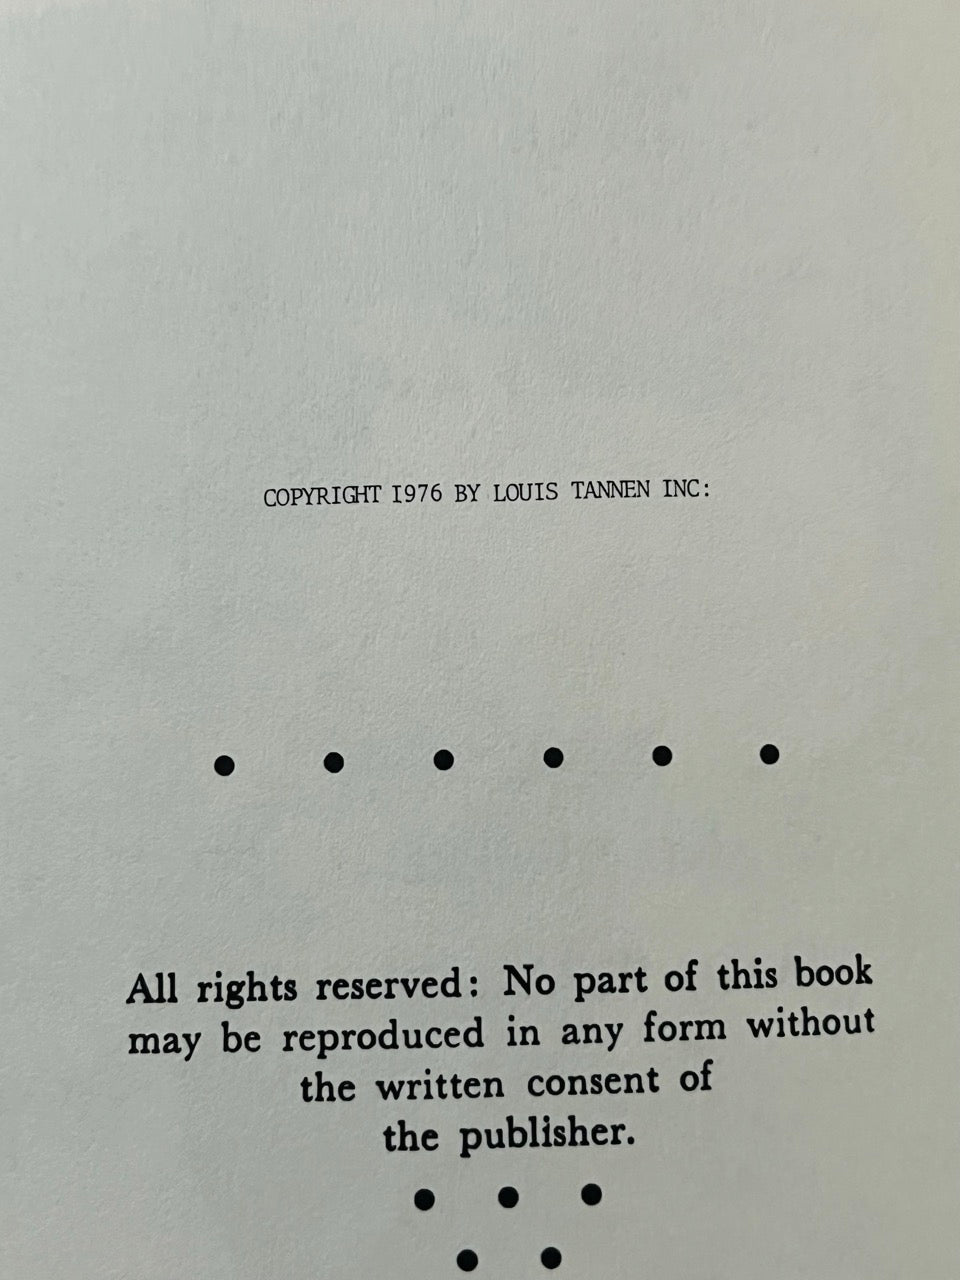 COPYRIGHT I976 BY LOUIS TANNEN INC:
• • • • • •
All rights reserved: No part of this book
may be reproduced in any form without
the written consent of
the publisher.
• • •
• •